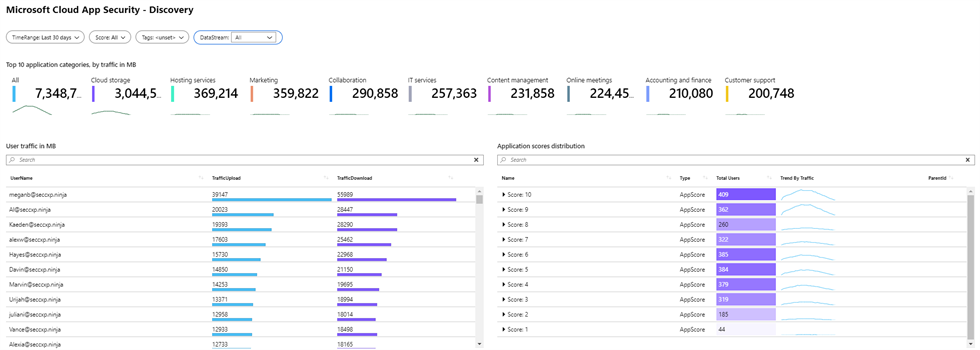 Microsoft Cloud App Security - Discovery
TimeRange: Last 30 days
Score: All
Tags: <unset>
DataStream: All
Top 10 application categories, by traffic in MB
All Cloud storage Hosting services Marketing Collaboration IT services Content management Online meetings Accounting and finance Customer support
7,348,7... 3,044,5... 369,214 359,822 290,858 257,363 231,858 224,45... 210,080 200,748
User traffic in MB
Search
UserName TrafficUpload TrafficDownload
meganb@seccxp.ninja 39147 55989
Al@seccxp.ninja 20023 28447
Kaeden@seccxp.ninja 19393 28290
alexw@seccxp.ninja 17603 25462
Hayes@seccxp.ninja 15730 22968
Davin@seccxp.ninja 14850 21150
Marvin@seccxp.ninja 14253 19695
Urijah@seccxp.ninja 13371 18994
juliani@seccxp.ninja 12958 18014
Vance@seccxp.ninja 12933 18498
Alexia@seccxp.ninja 12733 18165
Application scores distribution
Search
Name Type Total Users Trend By Traffic ParentId
Score: 10 AppScore 409
Score: 9 AppScore 362
Score: 8 AppScore 260
Score: 7 AppScore 322
Score: 6 AppScore 385
Score: 5 AppScore 384
Score: 4 AppScore 379
Score: 3 AppScore 319
Score: 2 AppScore 185
Score: 1 AppScore 44